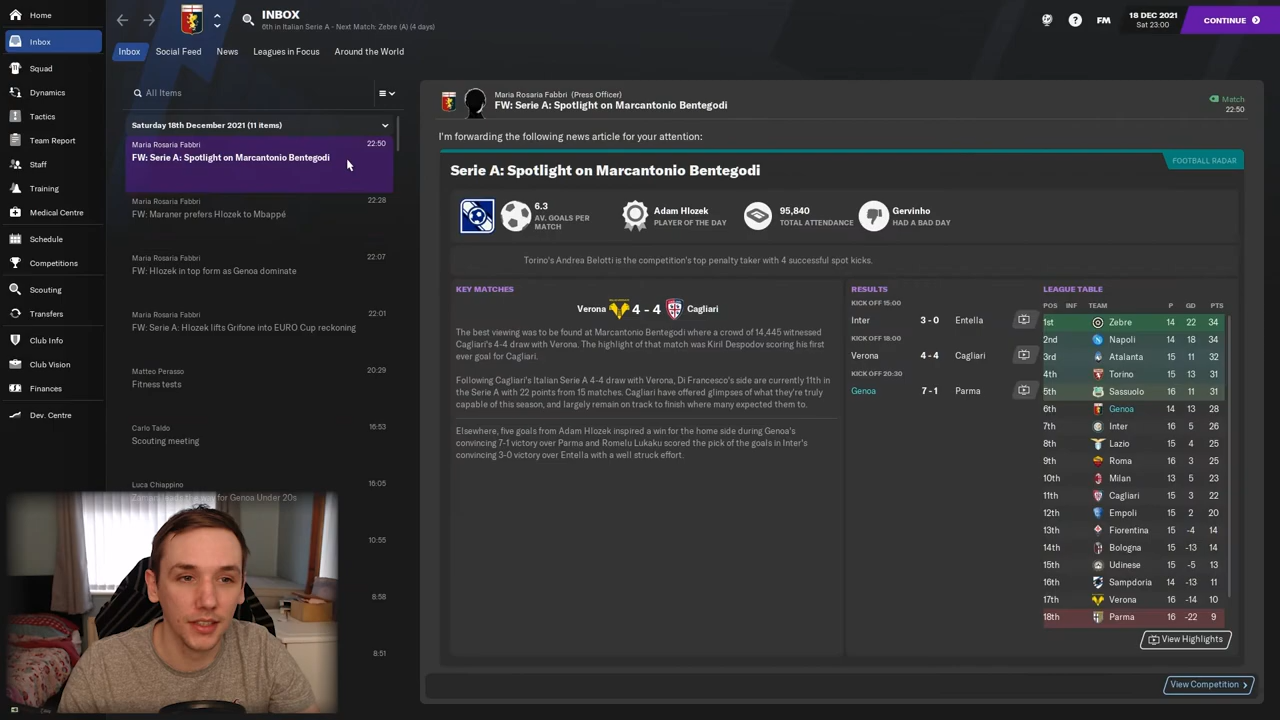 Home
Inbox
Squad
Dynamics
Tactics
Team Report
Staff
Training
Medical Centre
Schedule
Competitions
Scouting
Transfers
Club Info
Club Vision
Finances
Dev. Centre
INBOX
6th in Italian Serie A - Next Match: Zebre (A) (4 days)
FM
18 DEC 2021
Sat 23:00
CONTINUE
Inbox
Social Feed
News
Leagues in Focus
Around the World
All Items
Saturday 18th December 2021 (11 items)
Maria Rosaria Fabbri 22:50
FW: Serie A: Spotlight on Marcantonio Bentegodi
Maria Rosaria Fabbri 22:28
FW: Maraner prefers Hlozek to Mbappé
Maria Rosaria Fabbri 22:07
FW: Hlozek in top form as Genoa dominate
Maria Rosaria Fabbri 22:01
FW: Serie A: Hlozek lifts Grifone into EURO Cup reckoning
Matteo Perasso 20:29
Fitness tests
Carlo Taldo 16:53
Scouting meeting
Luca Chiappino 16:05
leads the way for Genoa Under 20s
10:55
8:58
8:51
Maria Rosaria Fabbri (Press Officer)
FW: Serie A: Spotlight on Marcantonio Bentegodi
Match
22:50
I'm forwarding the following news article for your attention:
FOOTBALL RADAR
Serie A: Spotlight on Marcantonio Bentegodi
6.3
AV. GOALS PER
MATCH
Adam Hlozek
PLAYER OF THE DAY
95,840
TOTAL ATTENDANCE
Gervinho
HAD A BAD DAY
Torino's Andrea Belotti is the competition's top penalty taker with 4 successful spot kicks.
KEY MATCHES
Verona 4 - 4 Cagliari
The best viewing was to be found at Marcantonio Bentegodi where a crowd of 14,445 witnessed
Cagliari's 4-4 draw with Verona. The highlight of that match was Kiril Despodov scoring his first
ever goal for Cagliari.
Following Cagliari's Italian Serie A 4-4 draw with Verona, Di Francesco's side are currently 11th in
the Serie A with 22 points from 15 matches. Cagliari have offered glimpses of what they're truly
capable of this season, and largely remain on track to finish where many expected them to.
Elsewhere, five goals from Adam Hlozek inspired a win for the home side during Genoa's
convincing 7-1 victory over Parma and Romelu Lukaku scored the pick of the goals in Inter's
convincing 3-0 victory over Entella with a well struck effort.
RESULTS
KICK OFF 15:00
Inter 3 - 0 Entella
KICK OFF 18:00
Verona 4 - 4 Cagliari
KICK OFF 20:30
Genoa 7 - 1 Parma
LEAGUE TABLE
POS INF TEAM P GD PTS
1st Zebre 14 22 34
2nd Napoli 14 18 34
3rd Atalanta 15 11 32
4th Torino 15 13 31
5th Sassuolo 16 11 31
6th Genoa 14 13 28
7th Inter 16 5 26
8th Lazio 15 4 25
9th Roma 16 3 25
10th Milan 13 5 23
11th Cagliari 15 3 22
12th Empoli 15 2 20
13th Fiorentina 15 -4 14
14th Bologna 15 -13 14
15th Udinese 15 -5 13
16th Sampdoria 14 -13 11
17th Verona 16 -14 10
18th Parma 16 -22 9
View Highlights
View Competition